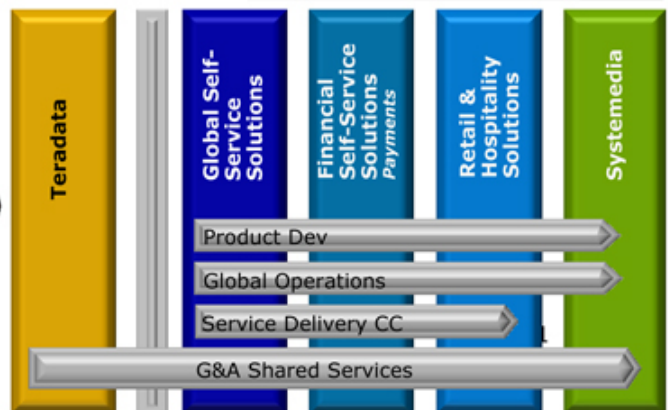 Teradata
Global Self-
Service
Solutions
Financial
Self-Service
Solutions
Payments
Retail &
Hospitality
Solutions
Systemedia
Product Dev
Global Operations
Service Delivery CC
G&A Shared Services